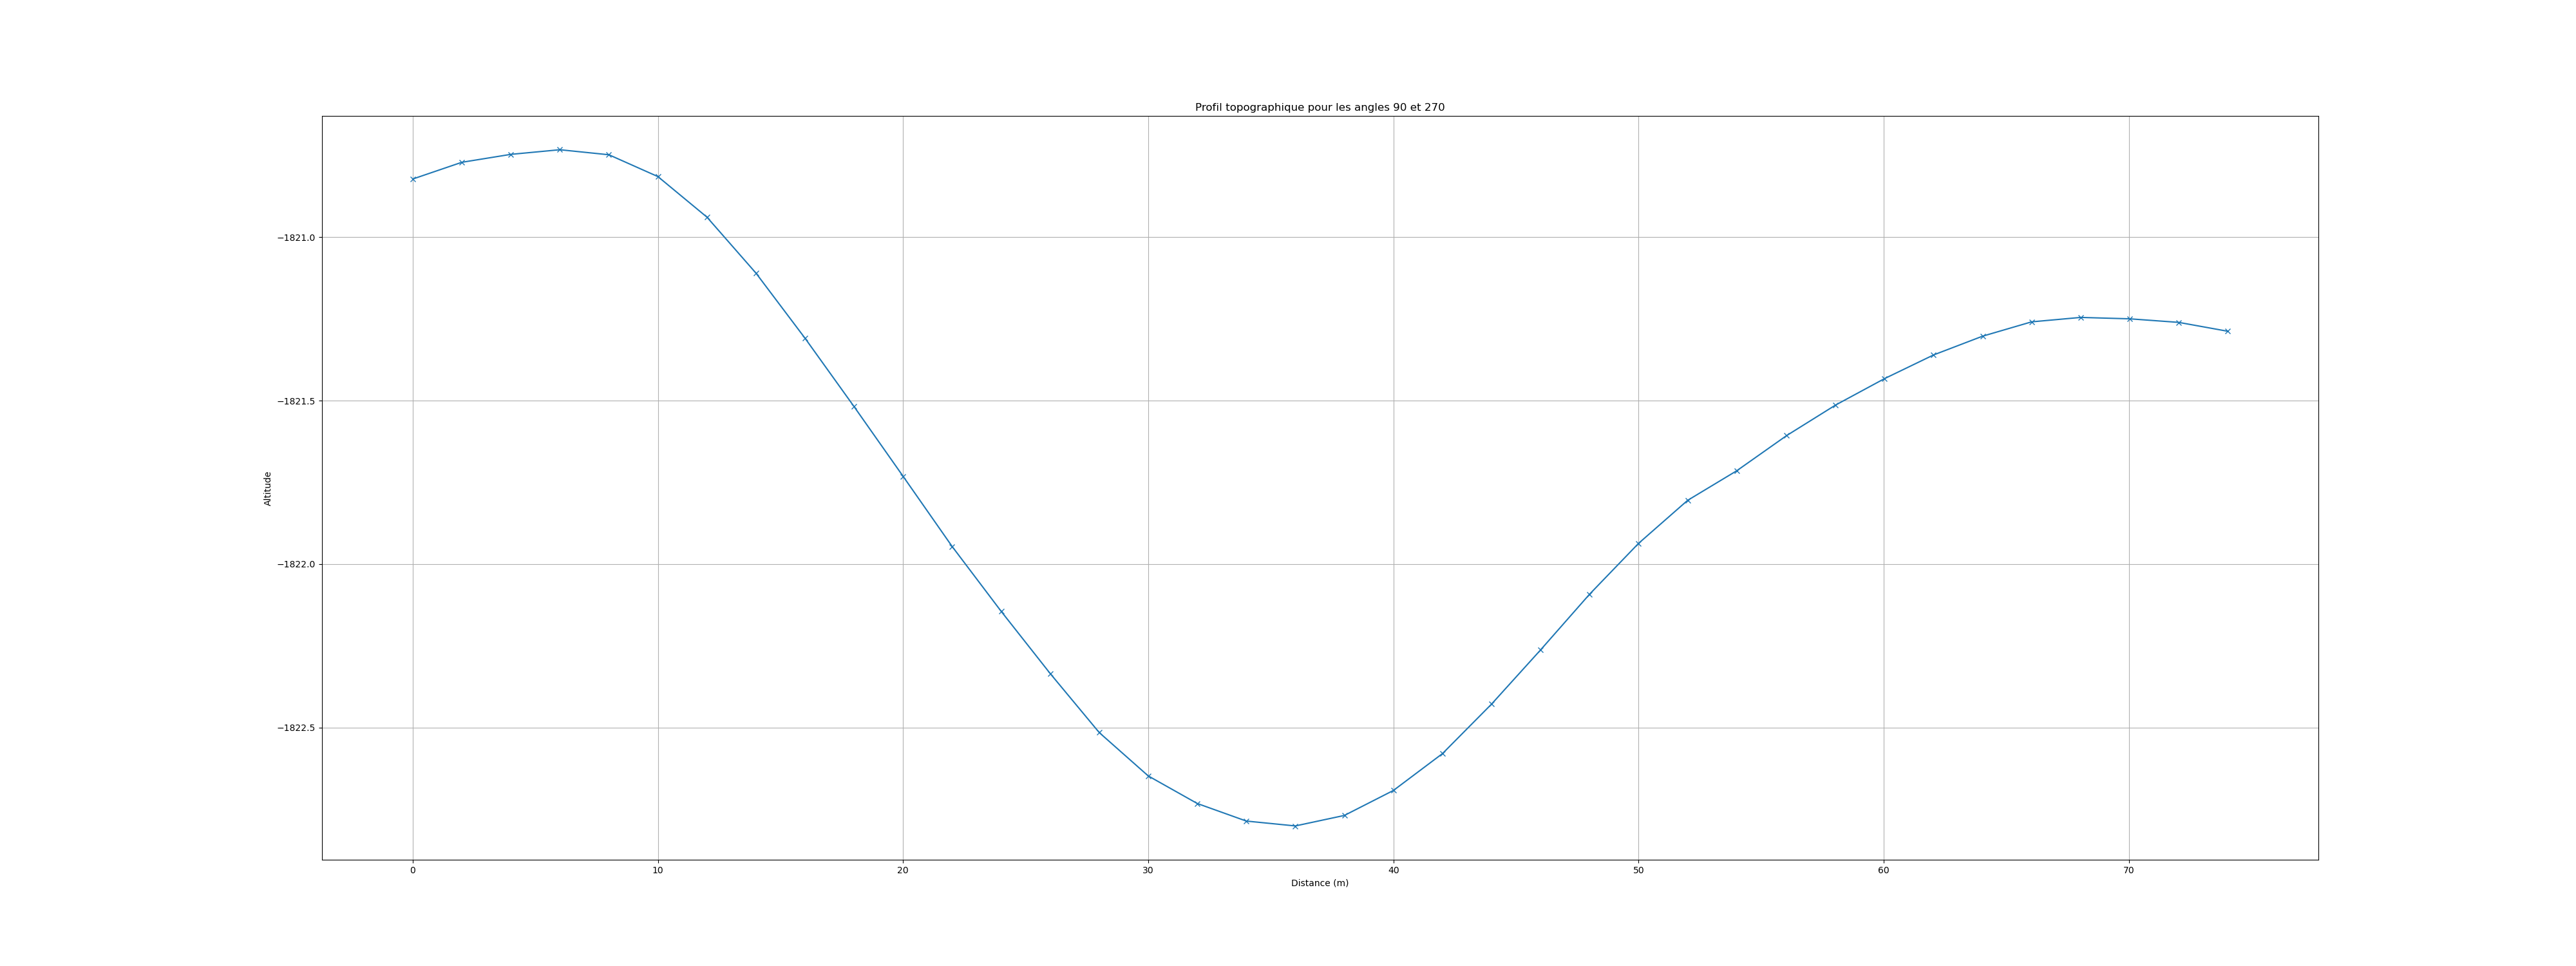 Profil topographique pour les angles 90 et 270
Altitude
−1821.0
−1821.5
−1822.0
−1822.5
0 10 20 30 40 50 60 70
Distance (m)